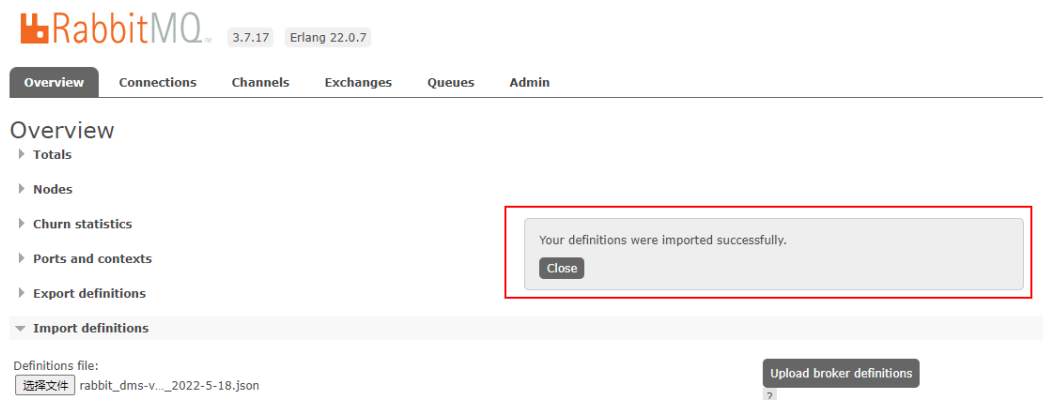 RabbitMQ 3.7.17 Erlang 22.0.7
Overview Connections Channels Exchanges Queues Admin
Overview
Totals
Nodes
Churn statistics
Your definitions were imported successfully.
Ports and contexts
Close
Export definitions
Import definitions
Definitions file:
选择文件 rabbit_dms-v..._2022-5-18.json
Upload broker definitions
?